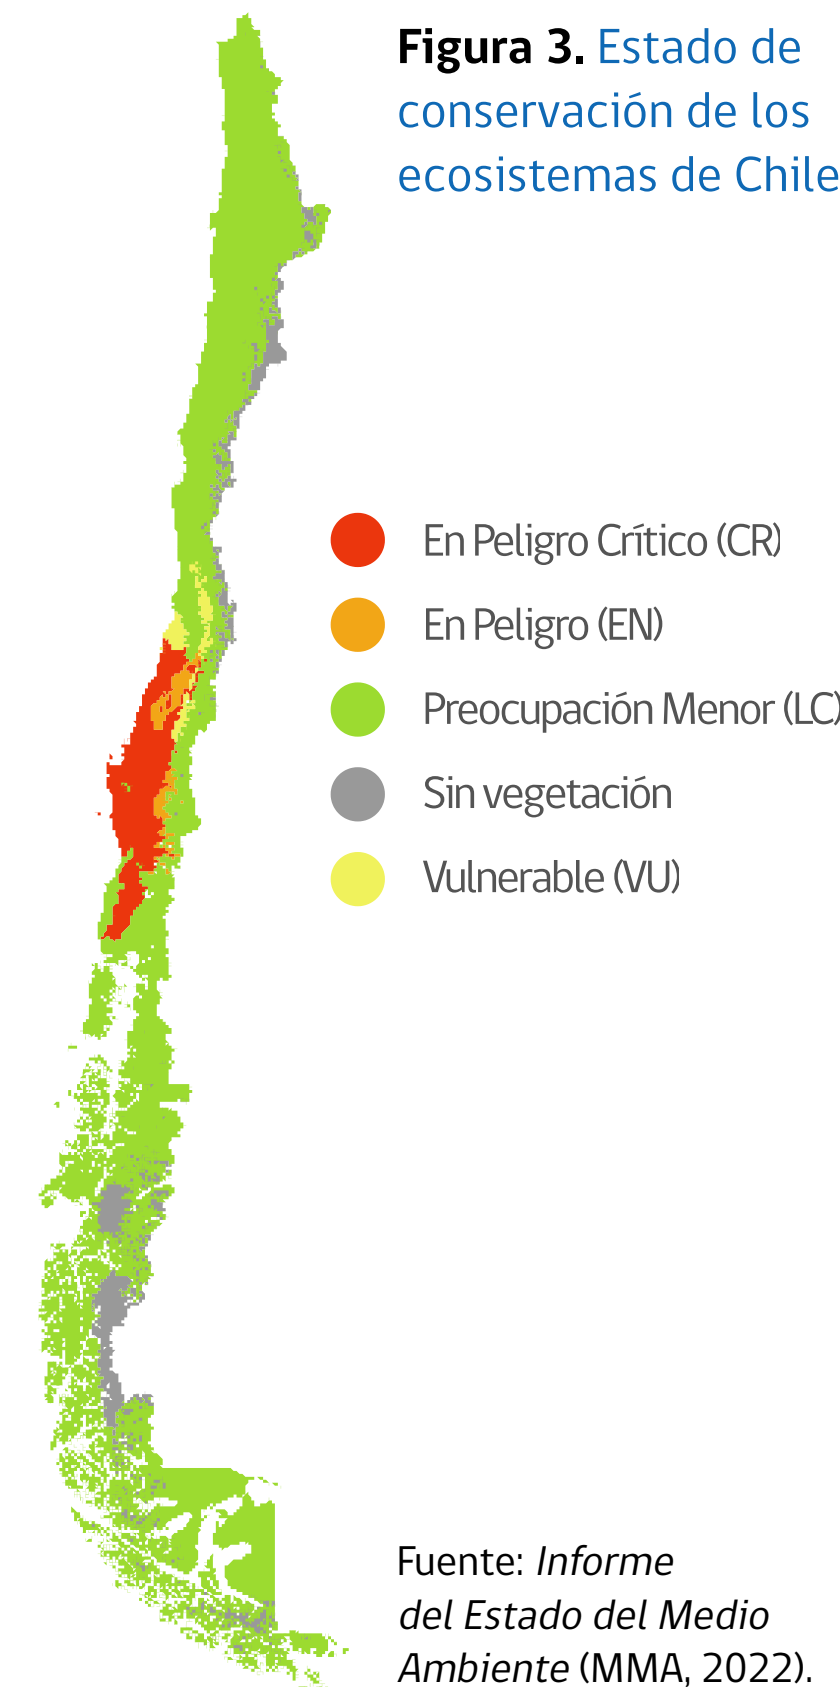 Figura 3. Estado de
conservación de los
ecosistemas de Chile
En Peligro Crítico (CR)
En Peligro (EN)
Preocupación Menor (LC)
Sin vegetación
Vulnerable (VU)
Fuente: Informe
del Estado del Medio
Ambiente (MMA, 2022).